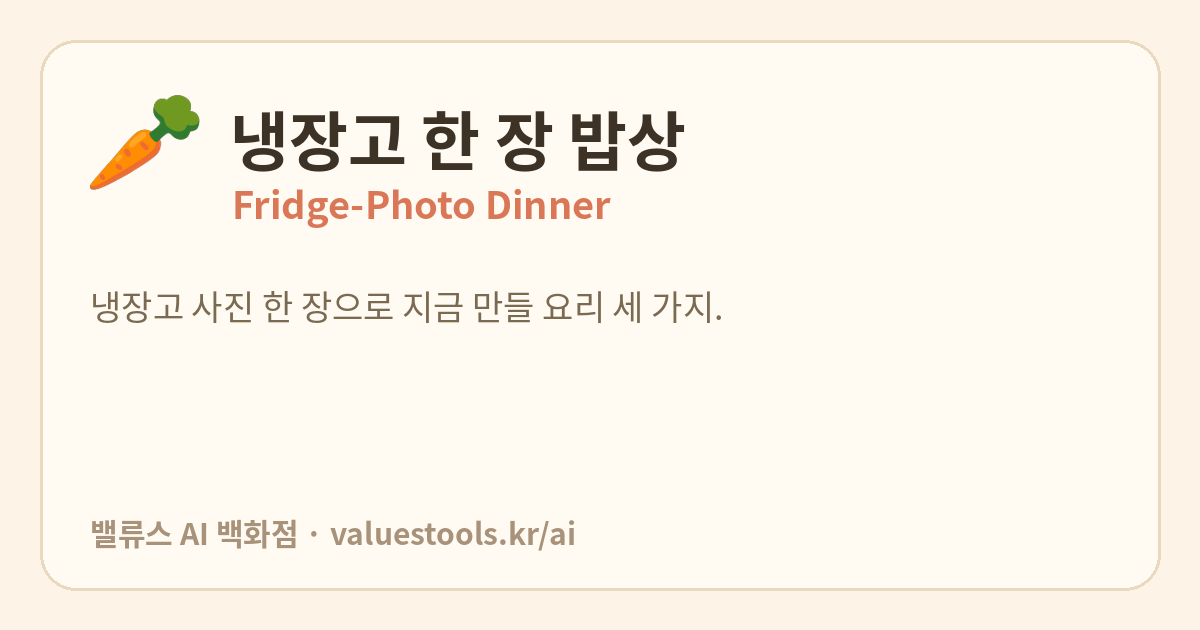 냉장고 한 장 밥상
Fridge-Photo Dinner
냉장고 사진 한 장으로 지금 만들 요리 세 가지.
밸류스 AI 백화점 · valuestools.kr/ai